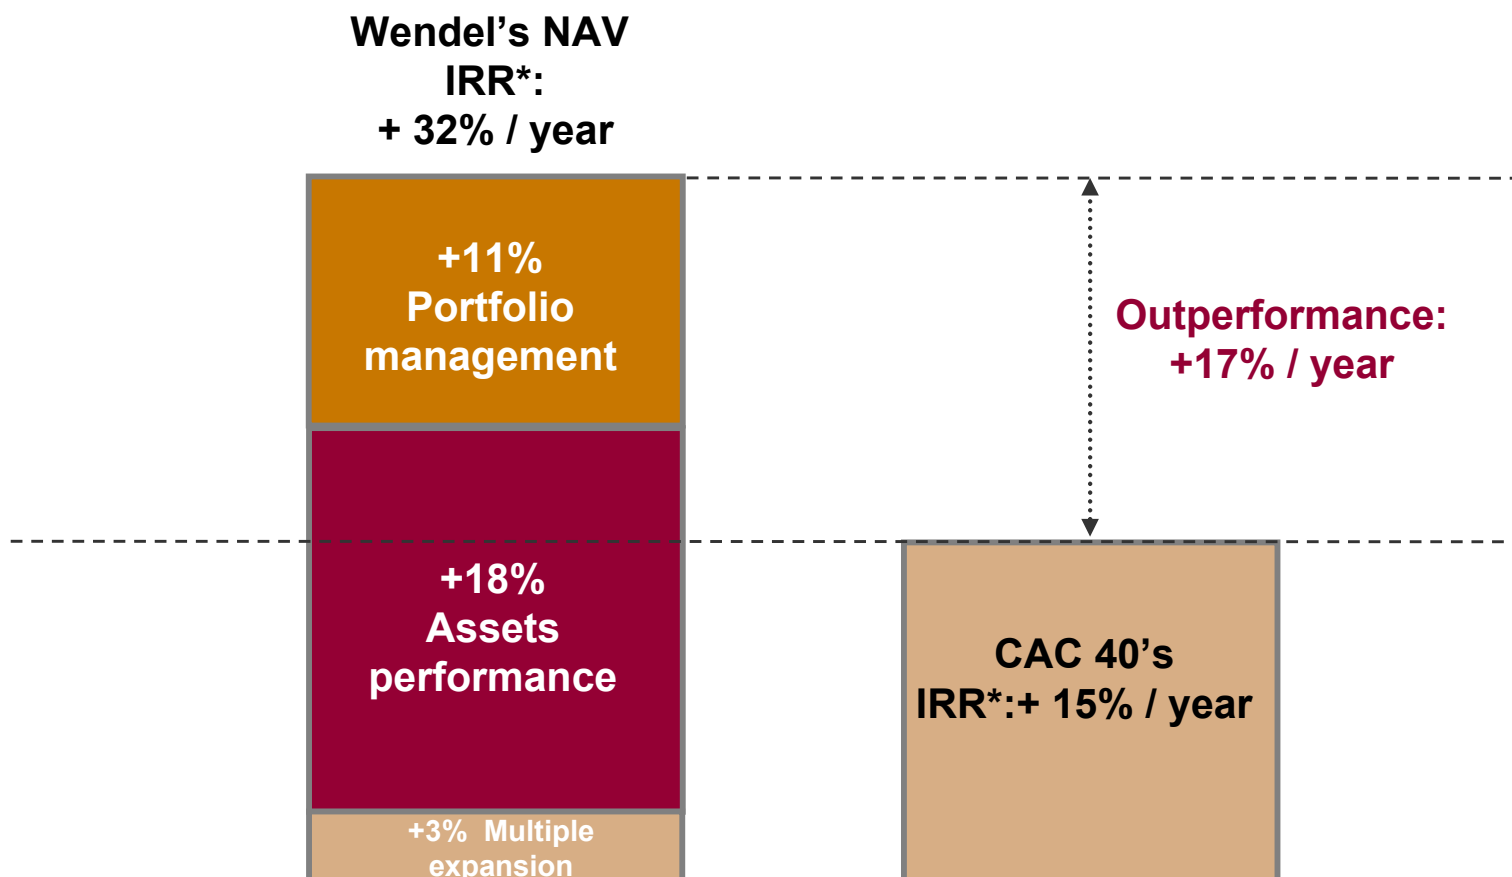 Wendel’s NAV
IRR*:
+ 32% / year
+11%
Portfolio
management
Outperformance:
+17% / year
+18%
Assets
performance
CAC 40’s
IRR*:+ 15% / year
+3%  Multiple
expansion